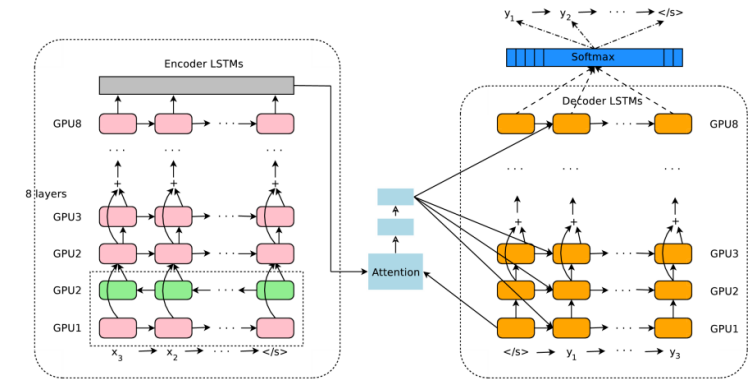 y1 y2 · · · </s>
Softmax
Encoder LSTMs
Decoder LSTMs
GPU8 · · · · · · GPU8
· · · · · · · · · · · ·
+ + + + + +
8 layers
GPU3 · · · · · · GPU3
GPU2 · · ·
Attention
GPU2 · · · · · · GPU2
GPU1 · · · · · · GPU1
x3 x2 · · · </s>
</s> y1 · · · y3